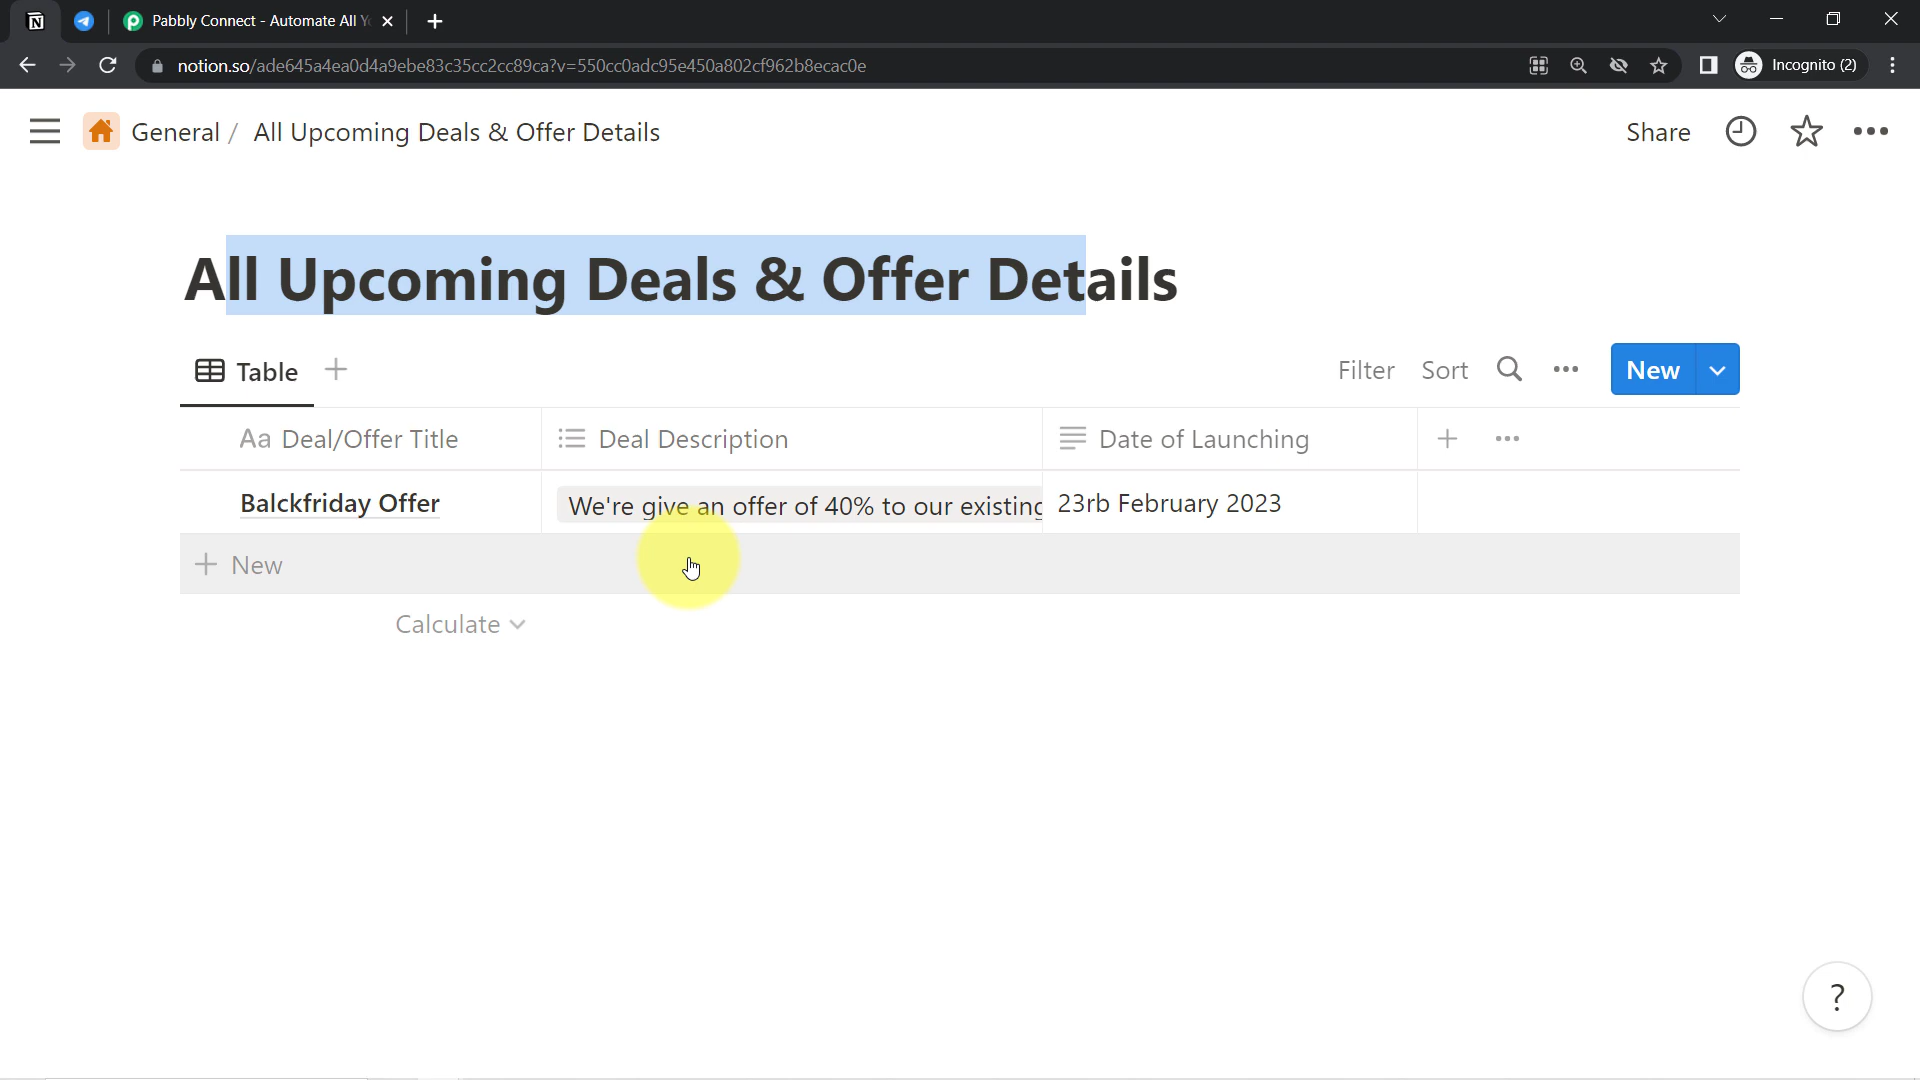 Pabbly Connect - Automate All Y
notion.so/ade645a4ea0d4a9ebe83c35cc2cc89ca?v=550cc0adc95e450a802cf962b8ecac0e
Incognito (2)
General / All Upcoming Deals & Offer Details
Share
All Upcoming Deals & Offer Details
Table
Filter Sort
New
Aa Deal/Offer Title
Deal Description
Date of Launching
Balckfriday Offer
We're give an offer of 40% to our existing
23rb February 2023
+ New
Calculate
?